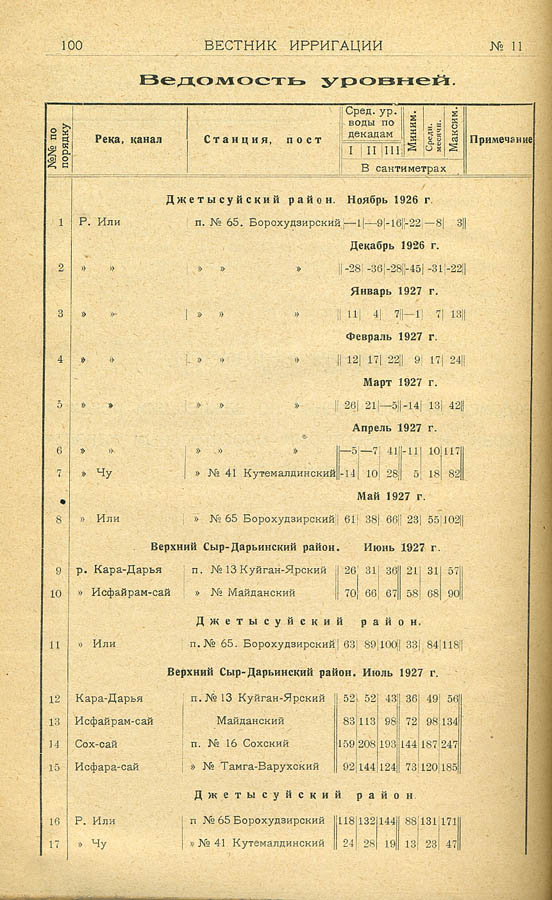 100 ВЕСТНИК ИРРИГАЦИИ № 11
Ведомость уровней.
№№ по порядку | Река, канал | Станция, пост | Сред. ур. воды по декадам I II III | Миним. | Средн. месячн. | Максим. | Примечание
В сантиметрах
Джетысуйский район. Ноябрь 1926 г.
1 Р. Или п. № 65. Борохудзирский —1 —9 -16 -22 —8 3
Декабрь 1926 г.
2 » » » » » -28 -36 -28 -45 -31 -22
Январь 1927 г.
3 » » » » » 11 4 7 —1 7 13
Февраль 1927 г.
4 » » » » » 12 17 22 9 17 24
Март 1927 г.
5 » » » » » 26 21 —5 -14 13 42
Апрель 1927 г.
6 » » » » » —5 —7 41 -11 10 117
7 » Чу » № 41 Кутемалдинский -14 10 28 5 18 82
Май 1927 г.
8 » Или » № 65 Борохудзирский 61 38 66 23 55 102
Верхний Сыр-Дарьинский район. Июнь 1927 г.
9 р. Кара-Дарья п. № 13 Куйган-Ярский 26 31 36 21 31 57
10 » Исфайрам-сай » № Майданский 70 66 67 58 68 90
Джетысуйский район.
11 » Или п. № 65. Борохудзирский 63 89 100 33 84 118
Верхний Сыр-Дарьинский район. Июль 1927 г.
12 Кара-Дарья п. № 13 Куйган-Ярский 52 52 43 36 49 56
13 Исфайрам-сай Майданский 83 113 98 72 98 134
14 Сох-сай п. № 16 Сохский 159 208 193 144 187 247
15 Исфара-сай » № Тамга-Варухский 92 144 124 73 120 185
Джетысуйский район
16 Р. Или п № 65 Борохудзирский 118 132 144 88 131 171
17 » Чу » № 41 Кутемалдинский 24 28 19 13 23 47